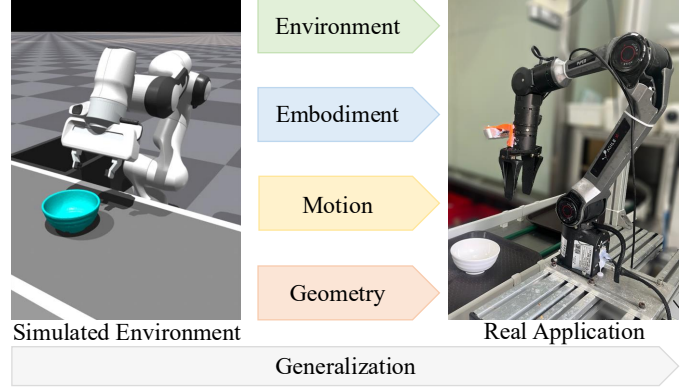 Environment
Embodiment
Motion
Geometry
Simulated Environment
Real Application
Generalization